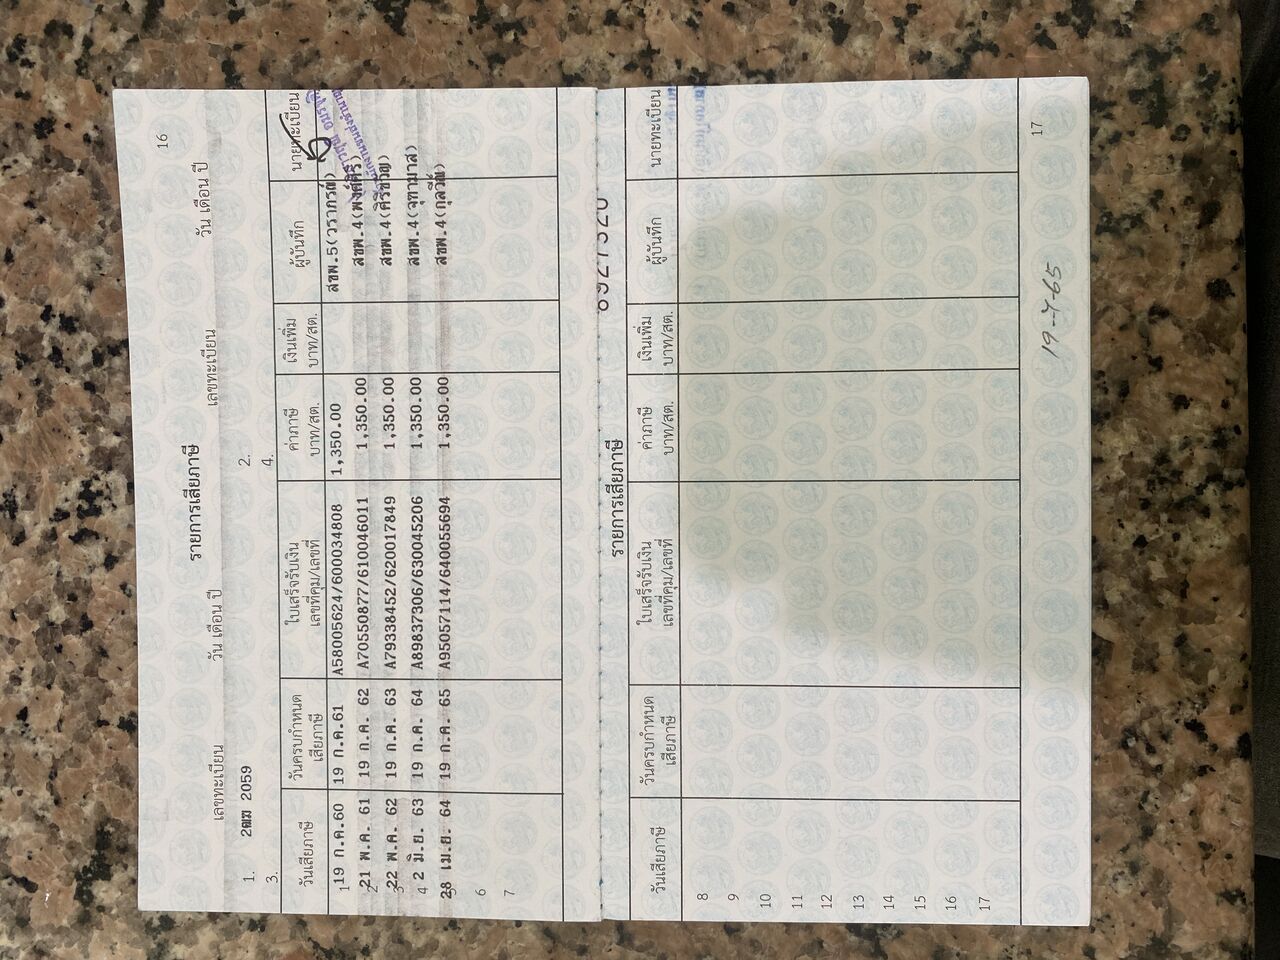 16
รายการเสียภาษี
เลขทะเบียน วัน เดือน ปี เลขทะเบียน วัน เดือน ปี
1. 2ฒฆ 2059 2.
3. 4.
วันเสียภาษี วันครบกำหนดเสียภาษี ใบเสร็จรับเงิน เลขที่คุม/เลขที่ ค่าภาษี บาท/สต. เงินเพิ่ม บาท/สต. ผู้บันทึก นายทะเบียน
1 19 ก.ค.60 19 ก.ค.61 A58005624/600034808 1,350.00 สขพ.5(วราภรณ์)
21 พ.ค. 61 19 ก.ค. 62 A70550877/610046011 1,350.00 สขพ.4(พงศ์ศิริ)
22 พ.ค. 62 19 ก.ค. 63 A79338452/620017849 1,350.00 สขพ.4(ศิริขวัญ)
4 2 มิ.ย. 63 19 ก.ค. 64 A89837306/630045206 1,350.00 สขพ.4(จุฑามาส)
28 เม.ย. 64 19 ก.ค. 65 A95057114/640055694 1,350.00 สขพ.4(กุลวีณ์)
6
7
รายการเสียภาษี
วันเสียภาษี วันครบกำหนดเสียภาษี ใบเสร็จรับเงิน เลขที่คุม/เลขที่ ค่าภาษี บาท/สต. เงินเพิ่ม บาท/สต. ผู้บันทึก นายทะเบียน
8
9
10
11
12
13
14
15
16
17
19-7-65
17